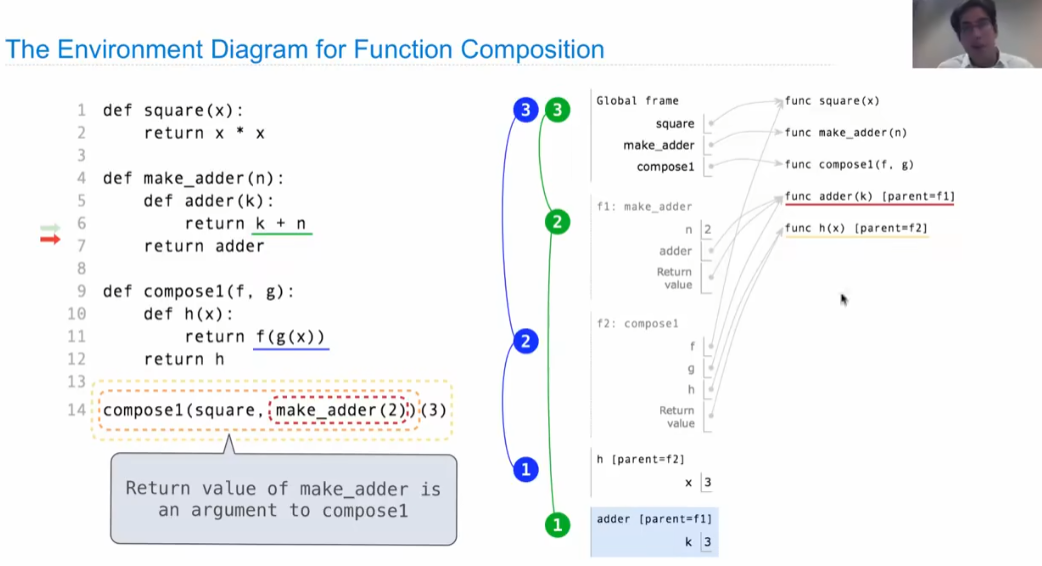 The Environment Diagram for Function Composition
1 def square(x):
2 return x * x
3
4 def make_adder(n):
5 def adder(k):
6 return k + n
7 return adder
8
9 def compose1(f, g):
10 def h(x):
11 return f(g(x))
12 return h
13
14 compose1(square, make_adder(2))(3)
Return value of make_adder is
an argument to compose1
3 3
2
2
1
1
Global frame
square
make_adder
compose1
f1: make_adder
n 2
adder
Return
value
f2: compose1
f
g
h
Return
value
h [parent=f2]
x 3
adder [parent=f1]
k 3
func square(x)
func make_adder(n)
func compose1(f, g)
func adder(k) [parent=f1]
func h(x) [parent=f2]